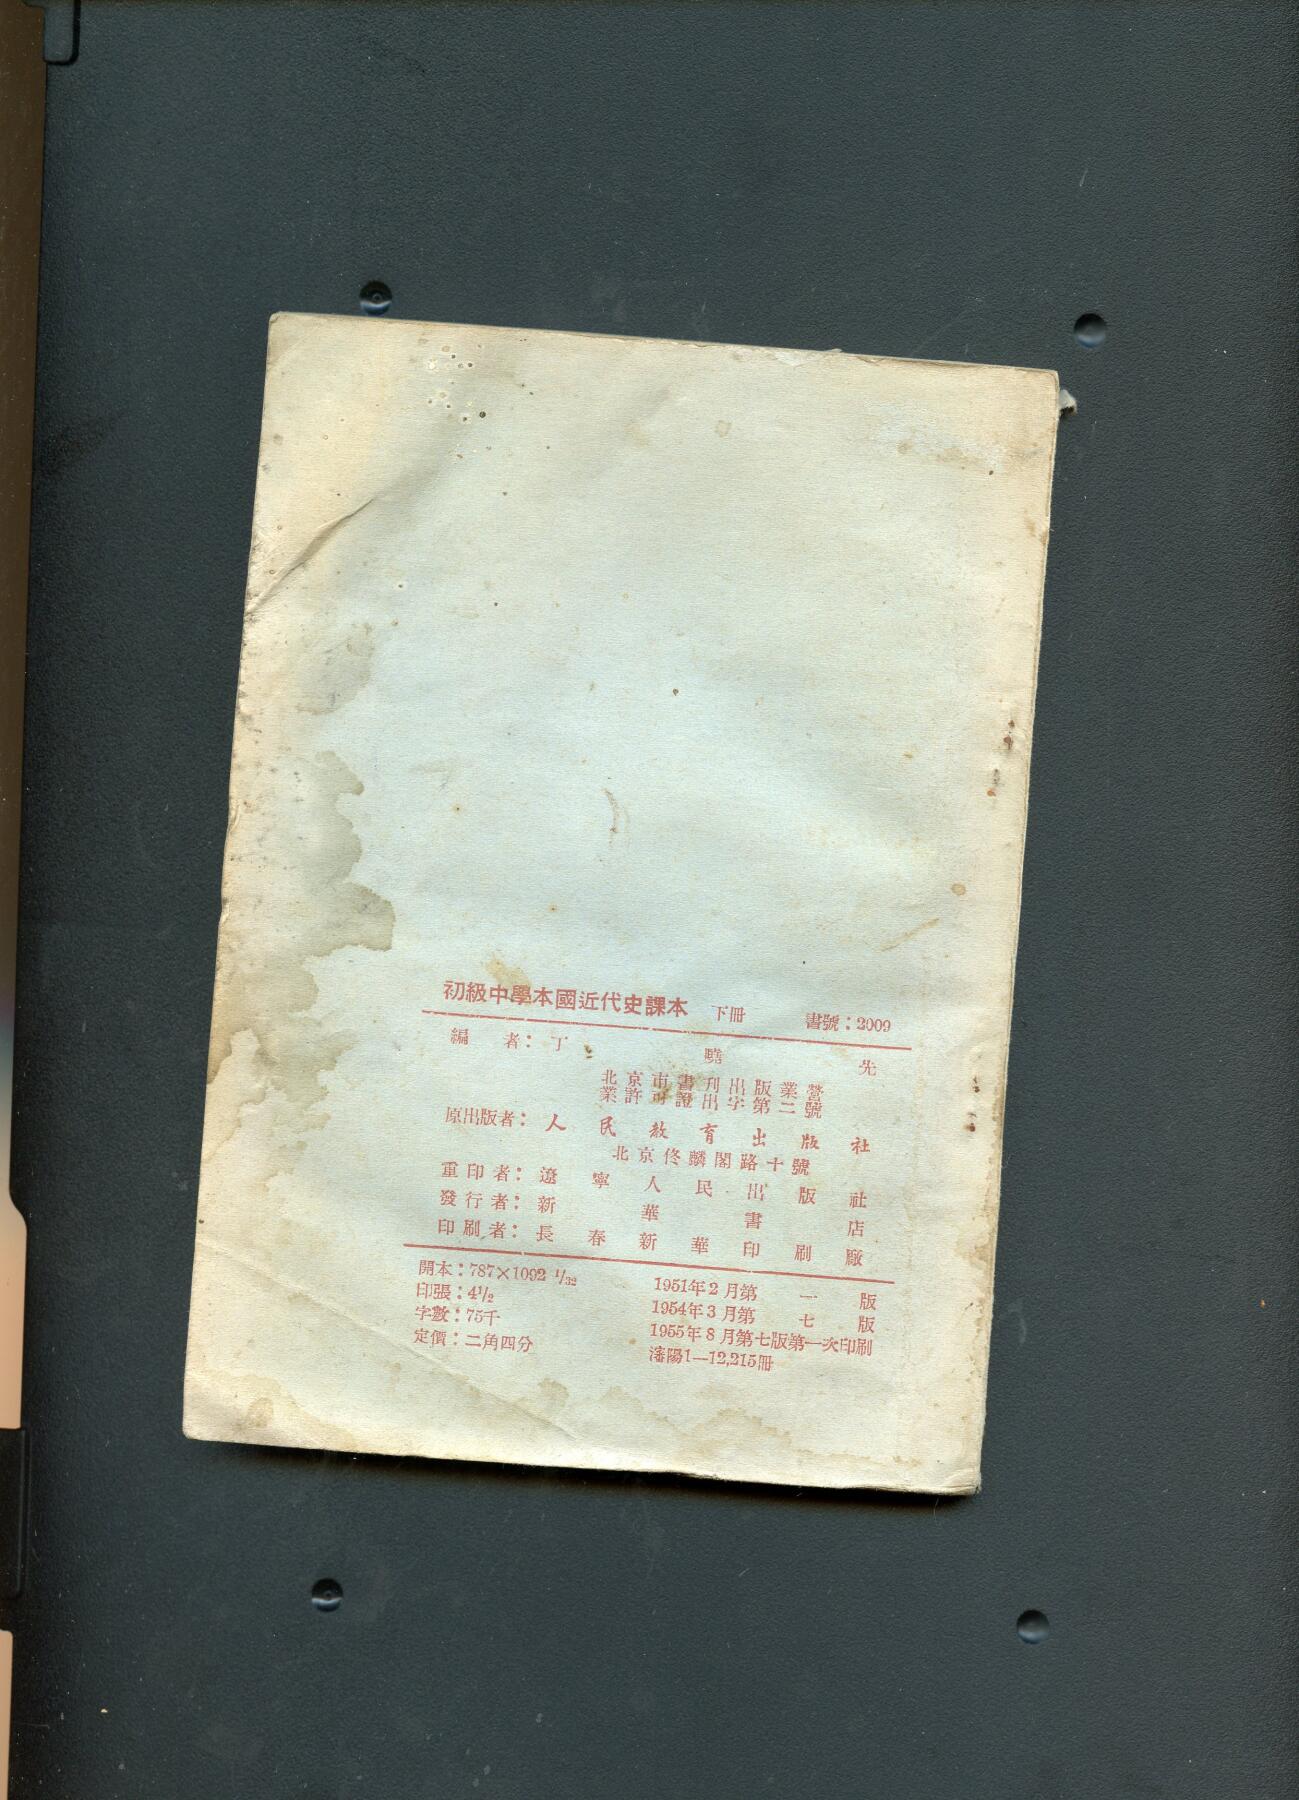 初級中學本國近代史課本 下冊 書號：2009
編者：丁曉先
北京市書刊出版業營
業許可證出字第二號
原出版者：人民教育出版社
北京佟麟閣路十號
重印者：遼寧人民出版社
發行者：新華書店
印刷者：長春新華印刷廠
開本：787×1092 1/32
印張：4 1/2
字數：75千
定價：二角四分
1951年2月第一版
1954年3月第七版
1955年8月第七版第一次印刷
瀋陽1—12,215冊